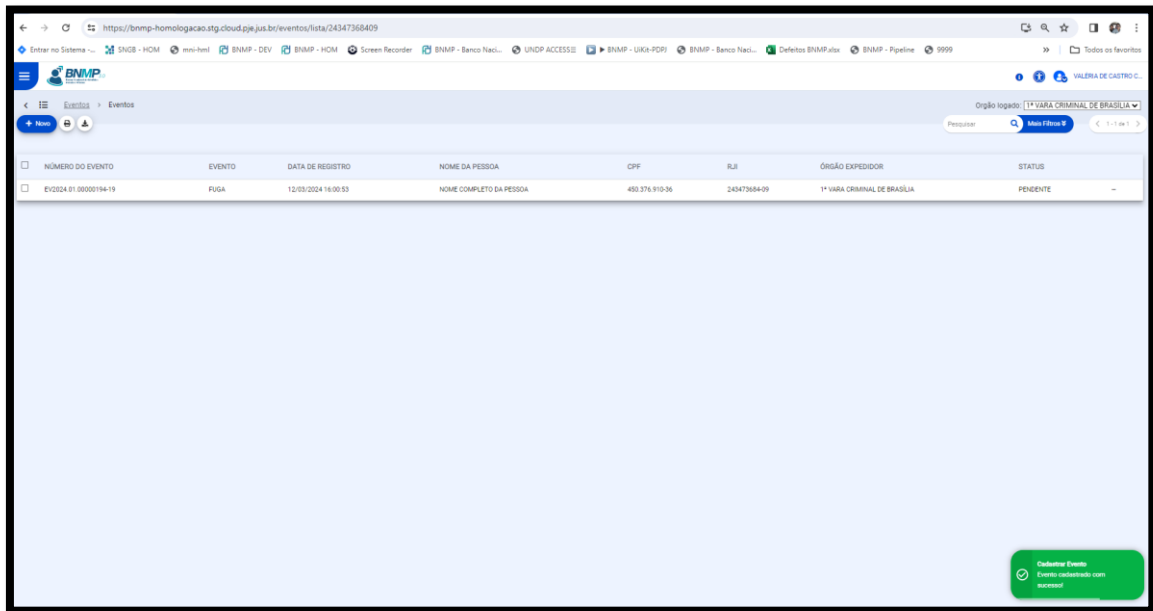 https://bnmp-homologacao.stg.cloud.pje.jus.br/eventos/lista/24347368409
Entrar no Sistema -... SNGB - HOM mni-hml BNMP - DEV BNMP - HOM Screen Recorder BNMP - Banco Naci... UNDP ACCESS::: BNMP - UiKit-PDPJ BNMP - Banco Naci... Defeitos BNMP.xlsx BNMP - Pipeline 9999 » Todos os favoritos
BNMP VALÉRIA DE CASTRO C...
Eventos > Eventos Orgão logado: 1ª VARA CRIMINAL DE BRASÍLIA
+ Novo Pesquisar Mais Filtros 1 - 1 de 1
NÚMERO DO EVENTO EVENTO DATA DE REGISTRO NOME DA PESSOA CPF RJI ÓRGÃO EXPEDIDOR STATUS
EV2024.01.00000194-19 FUGA 12/03/2024 16:00:53 NOME COMPLETO DA PESSOA 450.376.910-36 243473684-09 1ª VARA CRIMINAL DE BRASÍLIA PENDENTE
Cadastrar Evento
Evento cadastrado com
sucesso!